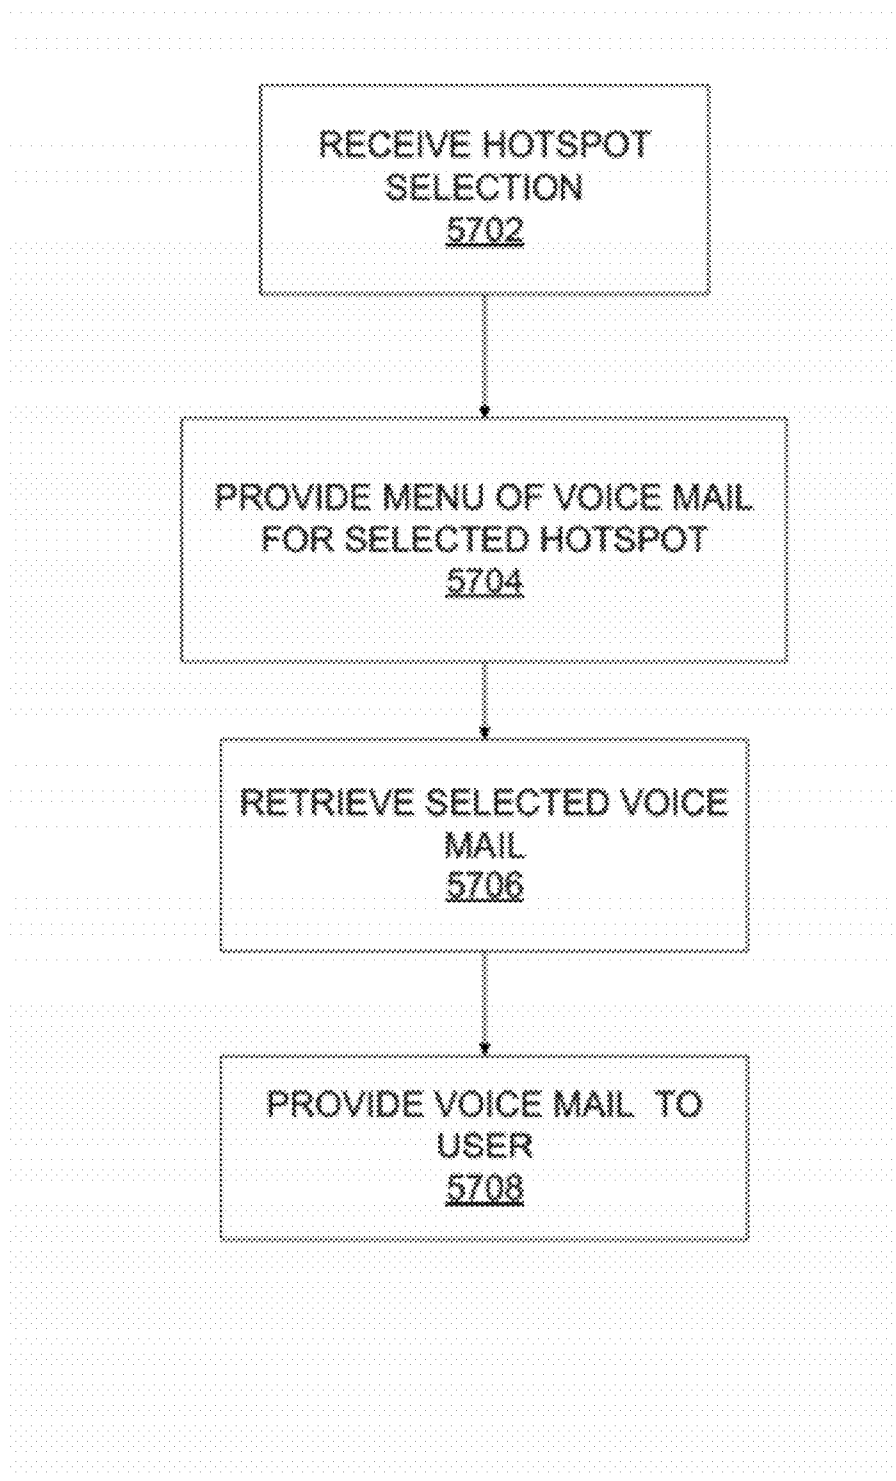 RECEIVE HOTSPOT
SELECTION
5702
PROVIDE MENU OF VOICE MAIL
FOR SELECTED HOTSPOT
5704
RETRIEVE SELECTED VOICE
MAIL
5706
PROVIDE VOICE MAIL TO
USER
5708